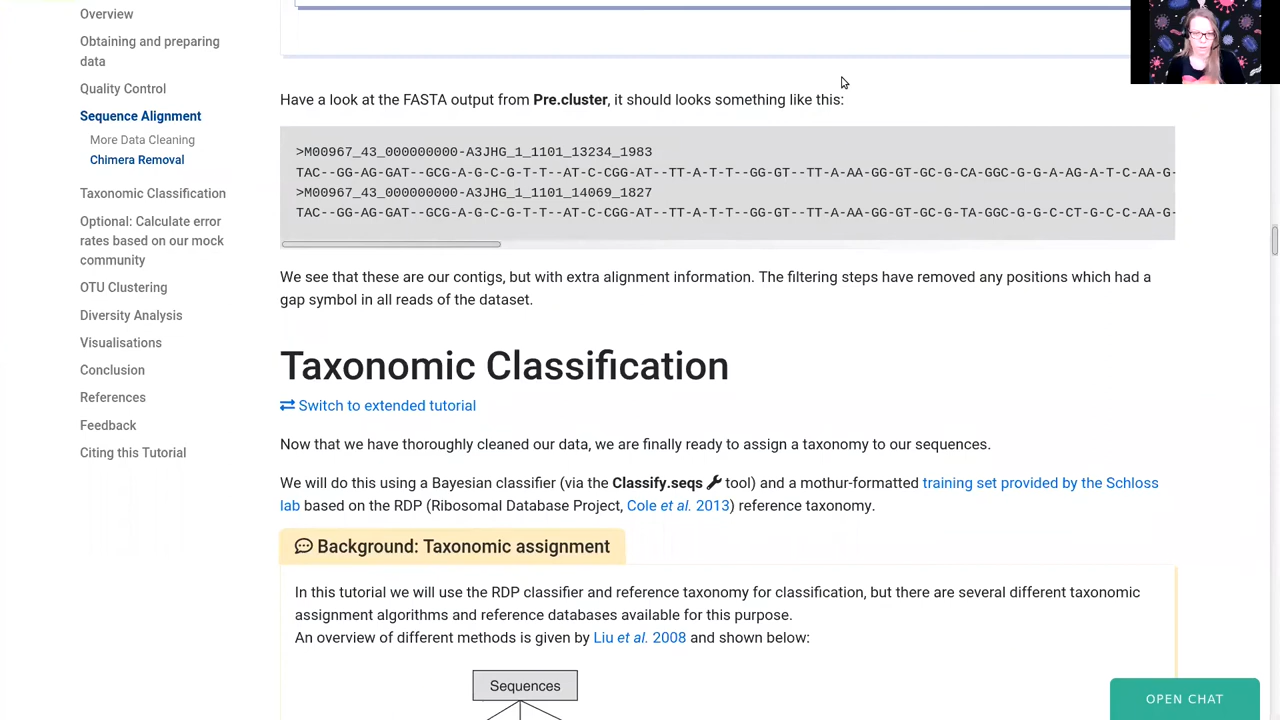 Overview
Obtaining and preparing
data
Quality Control
Sequence Alignment
More Data Cleaning
Chimera Removal
Taxonomic Classification
Optional: Calculate error
rates based on our mock
community
OTU Clustering
Diversity Analysis
Visualisations
Conclusion
References
Feedback
Citing this Tutorial
Have a look at the FASTA output from Pre.cluster, it should looks something like this:
>M00967_43_000000000-A3JHG_1_1101_13234_1983
TAC--GG-AG-GAT--GCG-A-G-C-G-T-T--AT-C-CGG-AT--TT-A-T-T--GG-GT--TT-A-AA-GG-GT-GC-G-CA-GGC-G-G-A-AG-A-T-C-AA-G-
>M00967_43_000000000-A3JHG_1_1101_14069_1827
TAC--GG-AG-GAT--GCG-A-G-C-G-T-T--AT-C-CGG-AT--TT-A-T-T--GG-GT--TT-A-AA-GG-GT-GC-G-TA-GGC-G-G-C-CT-G-C-C-AA-G-
We see that these are our contigs, but with extra alignment information. The filtering steps have removed any positions which had a
gap symbol in all reads of the dataset.
Taxonomic Classification
Switch to extended tutorial
Now that we have thoroughly cleaned our data, we are finally ready to assign a taxonomy to our sequences.
We will do this using a Bayesian classifier (via the Classify.seqs tool) and a mothur-formatted training set provided by the Schloss
lab based on the RDP (Ribosomal Database Project, Cole et al. 2013) reference taxonomy.
Background: Taxonomic assignment
In this tutorial we will use the RDP classifier and reference taxonomy for classification, but there are several different taxonomic
assignment algorithms and reference databases available for this purpose.
An overview of different methods is given by Liu et al. 2008 and shown below:
Sequences
OPEN CHAT